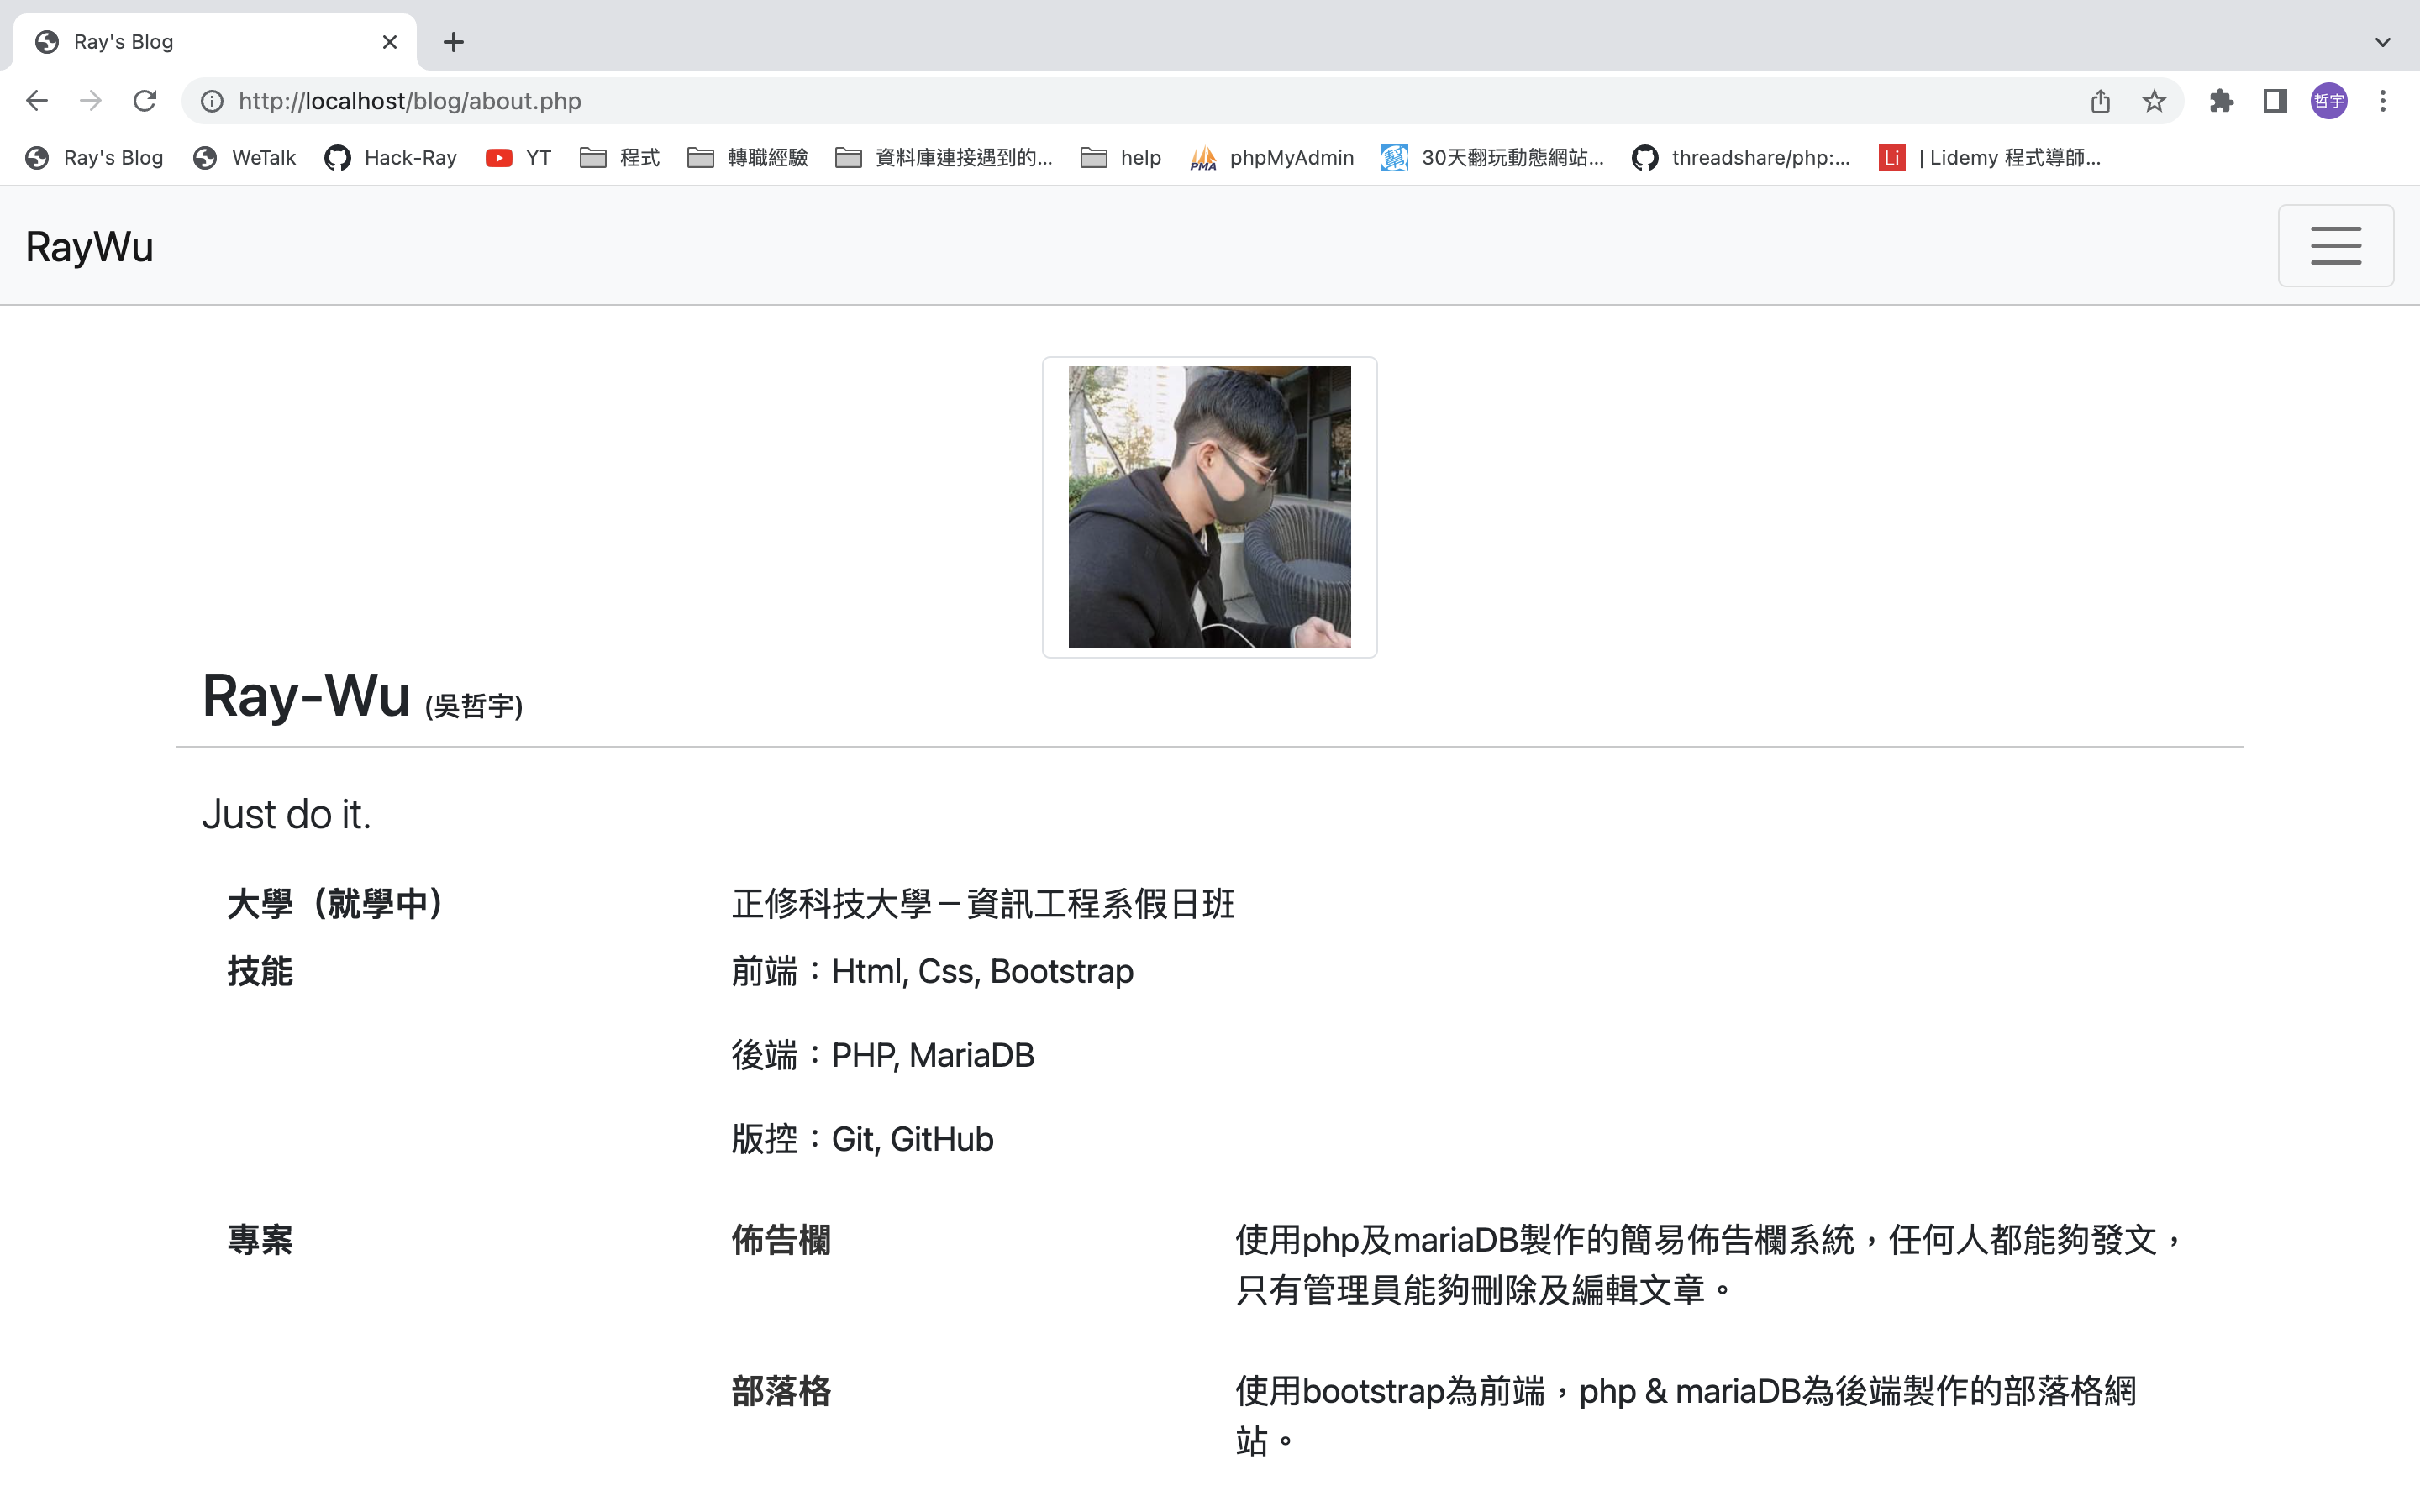 Ray's Blog
http://localhost/blog/about.php
哲宇
Ray's Blog WeTalk Hack-Ray YT 程式 轉職經驗 資料庫連接遇到的... help PMA phpMyAdmin 30天翻玩動態網站... threadshare/php:... Li | Lidemy 程式導師...
RayWu
Ray-Wu (吳哲宇)
Just do it.
大學（就學中） 正修科技大學－資訊工程系假日班
技能 前端：Html, Css, Bootstrap
後端：PHP, MariaDB
版控：Git, GitHub
專案 佈告欄 使用php及mariaDB製作的簡易佈告欄系統，任何人都能夠發文，
只有管理員能夠刪除及編輯文章。
部落格 使用bootstrap為前端，php & mariaDB為後端製作的部落格網
站。